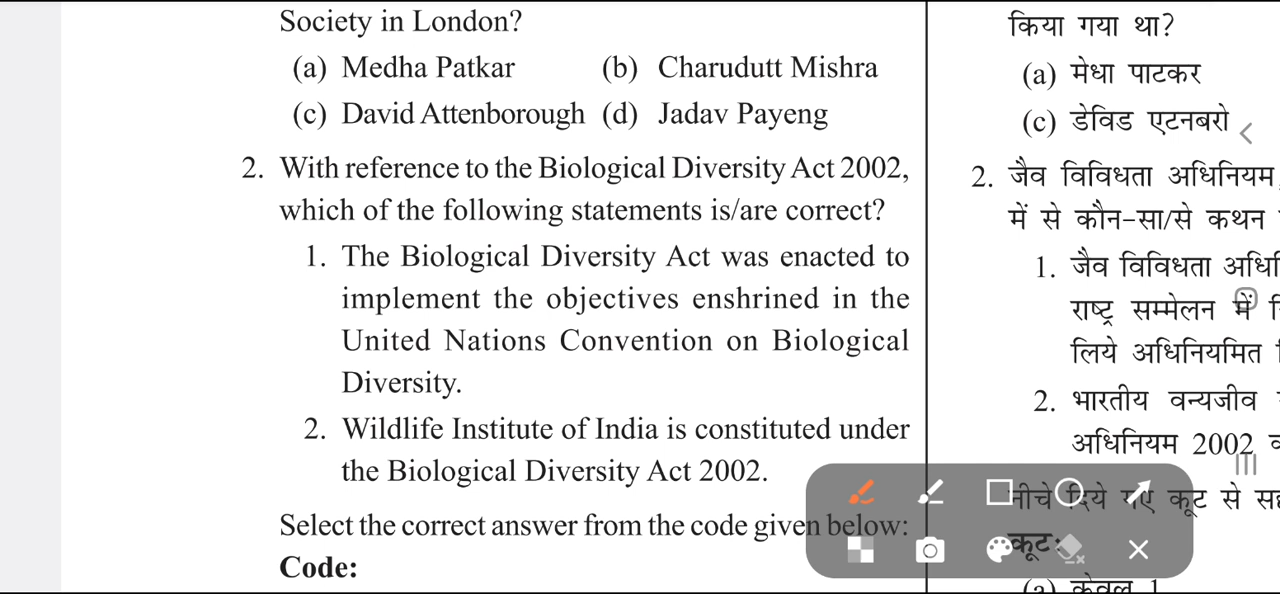 Society in London?
(a) Medha Patkar (b) Charudutt Mishra
(c) David Attenborough (d) Jadav Payeng
2. With reference to the Biological Diversity Act 2002,
which of the following statements is/are correct?
1. The Biological Diversity Act was enacted to
implement the objectives enshrined in the
United Nations Convention on Biological
Diversity.
2. Wildlife Institute of India is constituted under
the Biological Diversity Act 2002.
Select the correct answer from the code given below:
Code:
किया गया था?
(a) मेधा पाटकर
(c) डेविड एटनबरो
2. जैव विविधता अधिनियम,
में से कौन-सा/से कथन
1. जैव विविधता
राष्ट्र सम्मेलन में
लिये अधिनियमित
2. भारतीय वन्यजीव
अधिनियम 2002
नीचे दिये गए कूट से
कूट:
(a) केवल 1